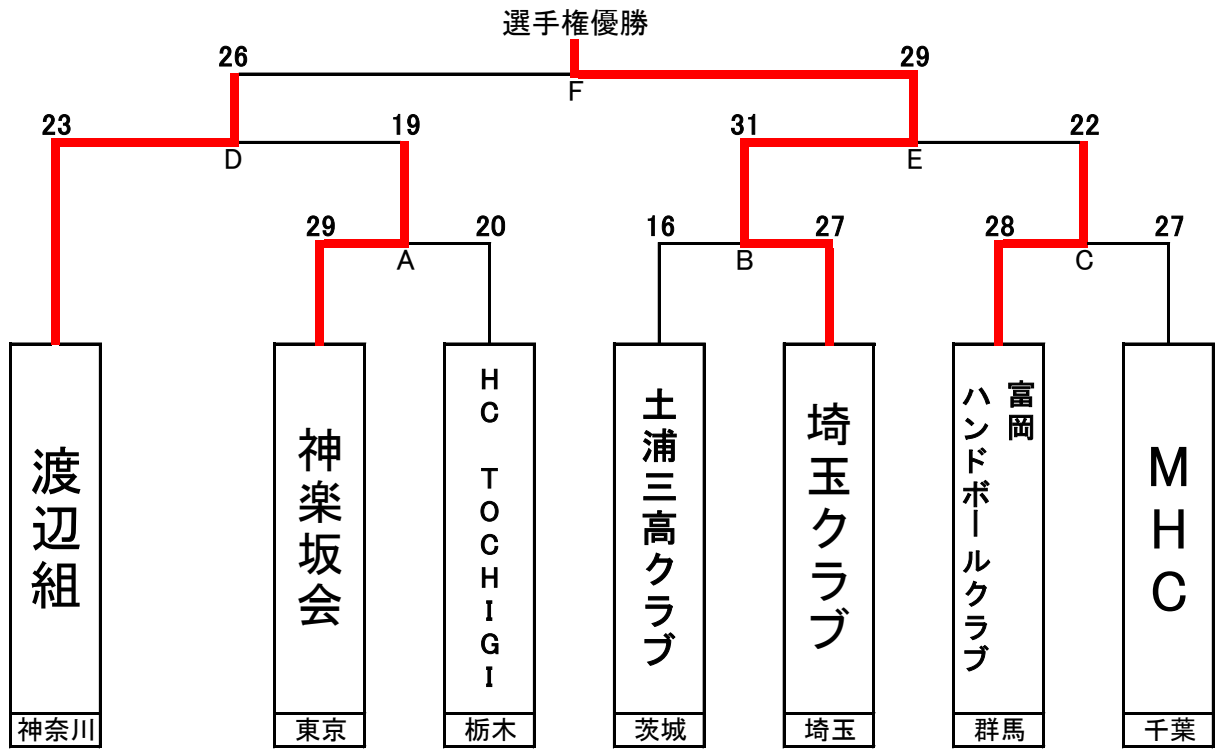 選手権優勝
26
29
F
23
19
31
22
D
E
29
20
16
27
28
27
A
B
C
渡辺組
神楽坂会
HC TOCHIGI
土浦三高クラブ
埼玉クラブ
富岡
ハンドボールクラブ
MHC
神奈川
東京
栃木
茨城
埼玉
群馬
千葉